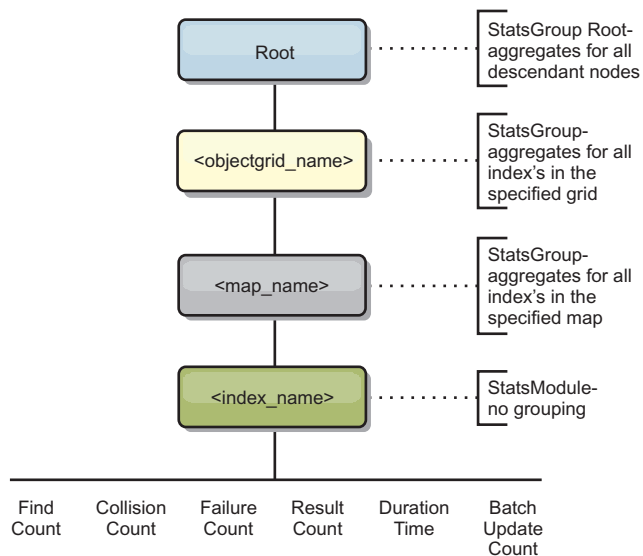 Root
StatsGroup Root-
aggregates for all
descendant nodes
<objectgrid_name>
StatsGroup-
aggregates for all
index's in the
specified grid
<map_name>
StatsGroup-
aggregates for all
index's in the
specified map
<index_name>
StatsModule-
no grouping
Find
Count
Collision
Count
Failure
Count
Result
Count
Duration
Time
Batch
Update
Count